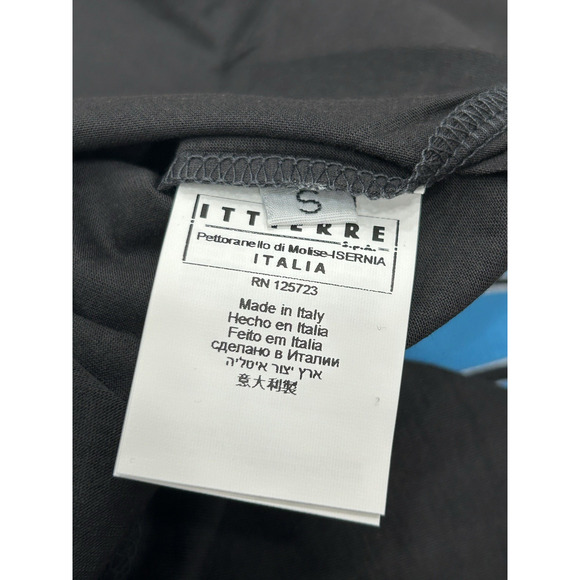 S
ITTIERRE
S.P.A.
Pettoranello di Molise-ISERNIA
ITALIA
RN 125723
Made in Italy
Hecho en Italia
Feito em Italia
сделано в Италии
ארץ יצור איטליה
意大利製